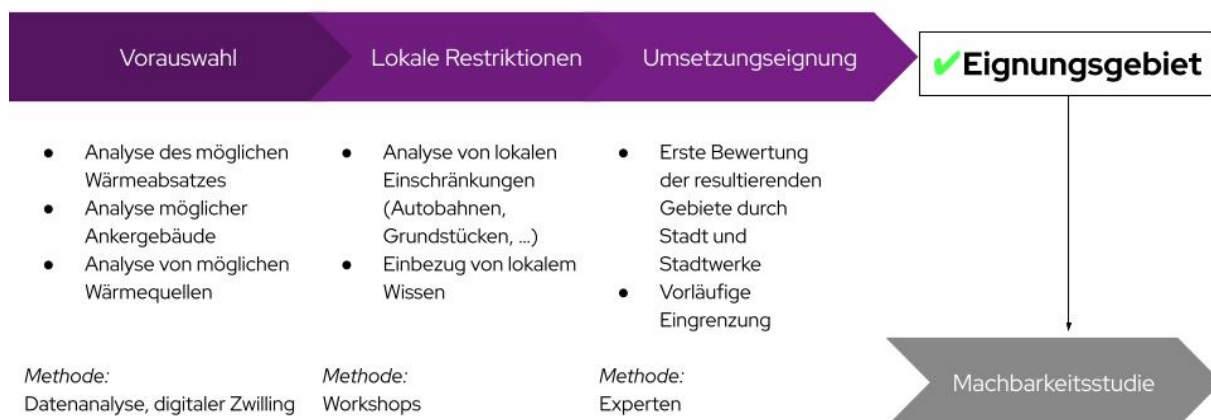 Vorauswahl
Lokale Restriktionen
Umsetzungseignung
✔Eignungsgebiet
● Analyse des möglichen
Wärmeabsatzes
● Analyse möglicher
Ankergebäude
● Analyse von möglichen
Wärmequellen
● Analyse von lokalen
Einschränkungen
(Autobahnen,
Grundstücken, ...)
● Einbezug von lokalem
Wissen
● Erste Bewertung
der resultierenden
Gebiete durch
Stadt und
Stadtwerke
● Vorläufige
Eingrenzung
Methode:
Datenanalyse, digitaler Zwilling
Methode:
Workshops
Methode:
Experten
Machbarkeitsstudie